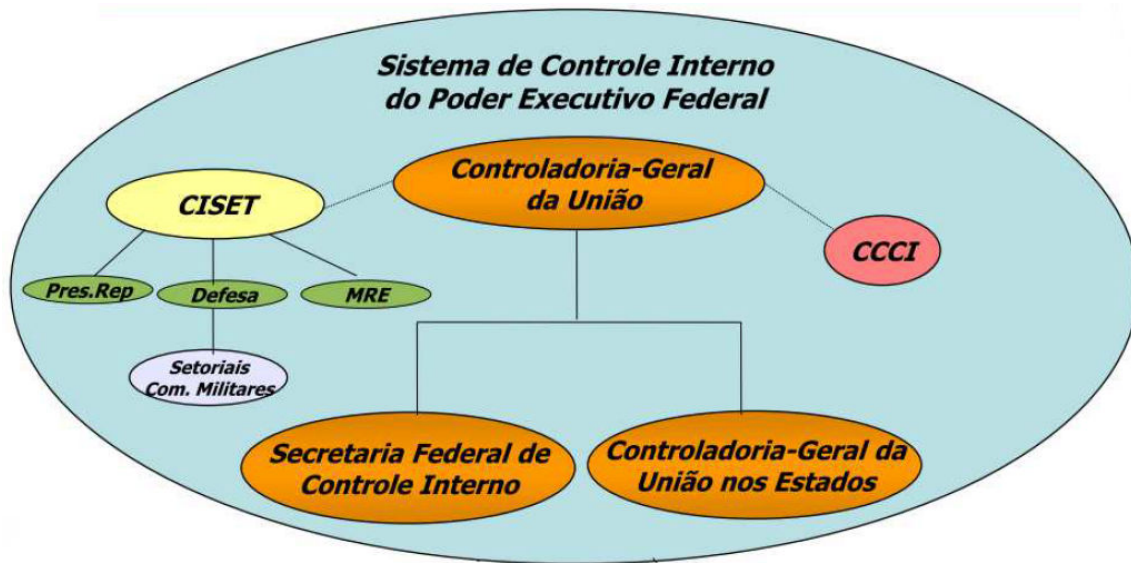 Sistema de Controle Interno
do Poder Executivo Federal
Controladoria-Geral
da União
CISET
CCCI
Pres.Rep
Defesa
MRE
Setoriais
Com. Militares
Secretaria Federal de
Controle Interno
Controladoria-Geral da
União nos Estados